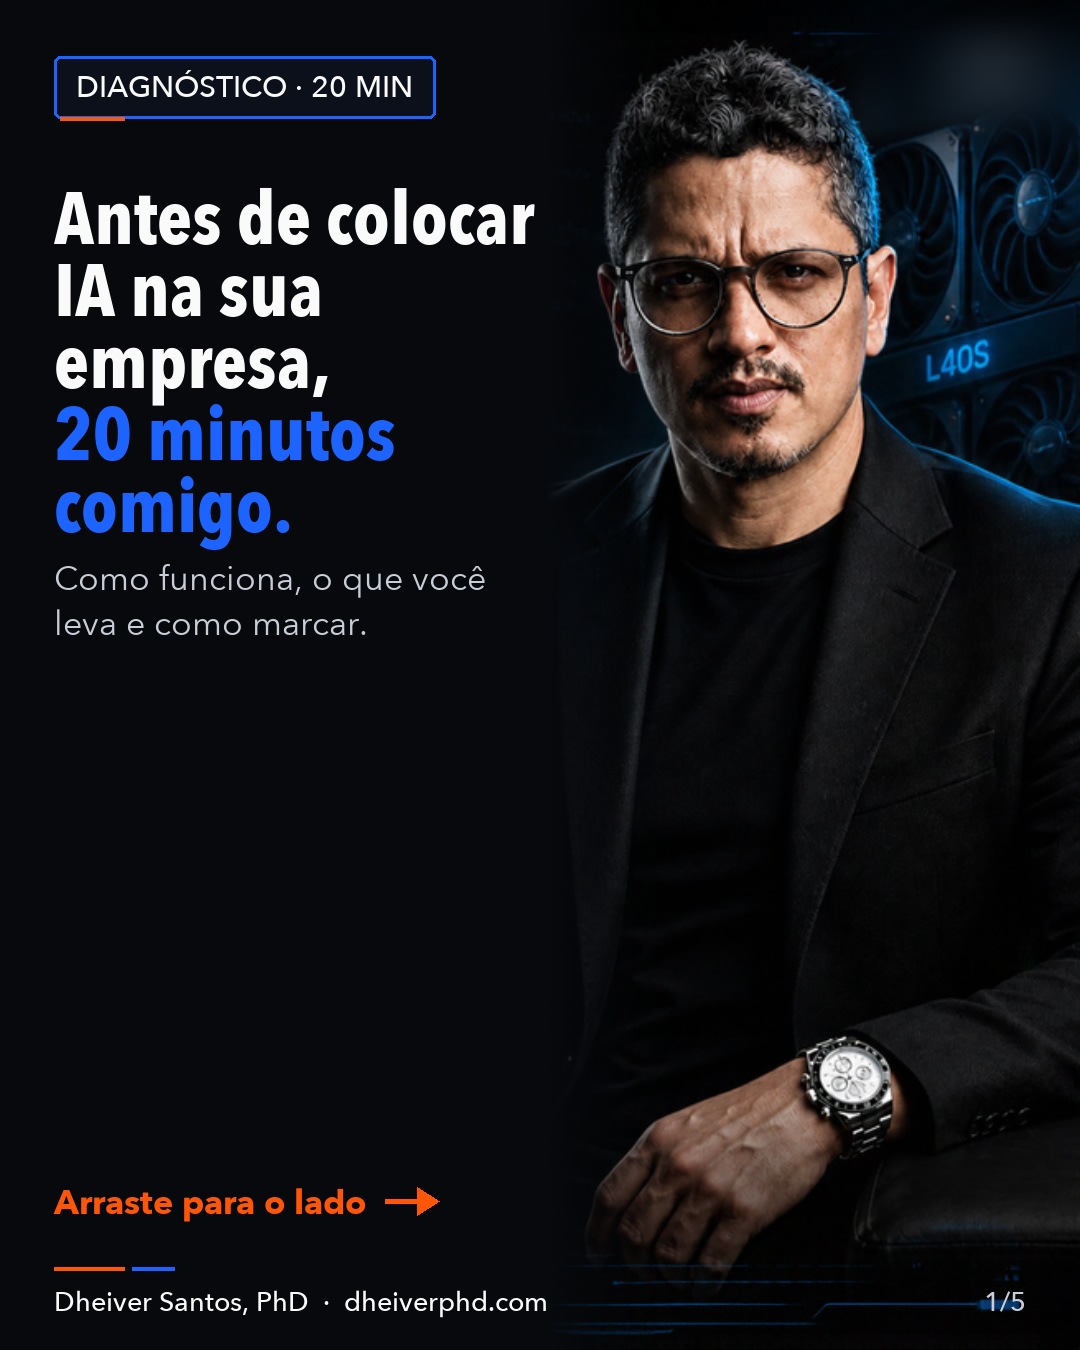 DIAGNÓSTICO · 20 MIN
Antes de colocar
IA na sua
empresa,
20 minutos
comigo.
Como funciona, o que você
leva e como marcar.
L40S
Arraste para o lado
Dheiver Santos, PhD · dheiverphd.com
1/5